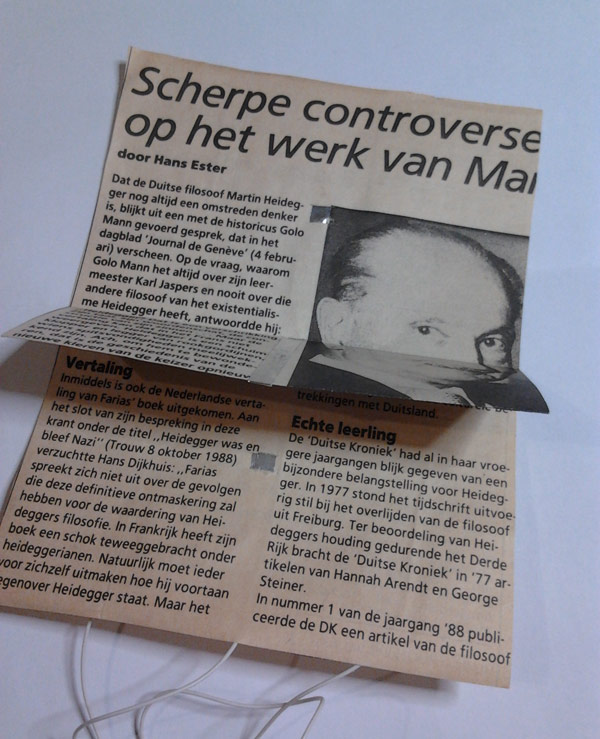 Scherpe controverse
op het werk van Mar
door Hans Ester
Dat de Duitse filosoof Martin Heideg-
ger nog altijd een omstreden denker
is, blijkt uit een met de historicus Golo
Mann gevoerd gesprek, dat in het
dagblad 'Journal de Genève' (4 febru-
ari) verscheen. Op de vraag, waarom
Golo Mann het altijd over zijn leer-
meester Karl Jaspers en nooit over die
andere filosoof van het existentialis-
me Heidegger heeft, antwoordde hij:
nieuwe kleren van de keizer opnieuw
Vertaling
Inmiddels is ook de Nederlandse verta-
ling van Farias' boek uitgekomen. Aan
het slot van zijn bespreking in deze
krant onder de titel ,,Heidegger was en
bleef Nazi'' (Trouw 8 oktober 1988)
verzuchtte Hans Dijkhuis: ,,Farias
spreekt zich niet uit over de gevolgen
die deze definitieve ontmaskering zal
hebben voor de waardering van Hei-
deggers filosofie. In Frankrijk heeft zijn
boek een schok teweeggebracht onder
heideggerianen. Natuurlijk moet ieder
voor zichzelf uitmaken hoe hij voortaan
egenover Heidegger staat. Maar het
trekkingen met Duitsland.
Echte leerling
De 'Duitse Kroniek' had al in haar vroe-
gere jaargangen blijk gegeven van een
bijzondere belangstelling voor Heideg-
ger. In 1977 stond het tijdschrift uitvoe-
rig stil bij het overlijden van de filosoof
uit Freiburg. Ter beoordeling van Hei-
deggers houding gedurende het Derde
Rijk bracht de 'Duitse Kroniek' in '77 ar-
tikelen van Hannah Arendt en George
Steiner.
In nummer 1 van de jaargang '88 publi-
ceerde de DK een artikel van de filosoof